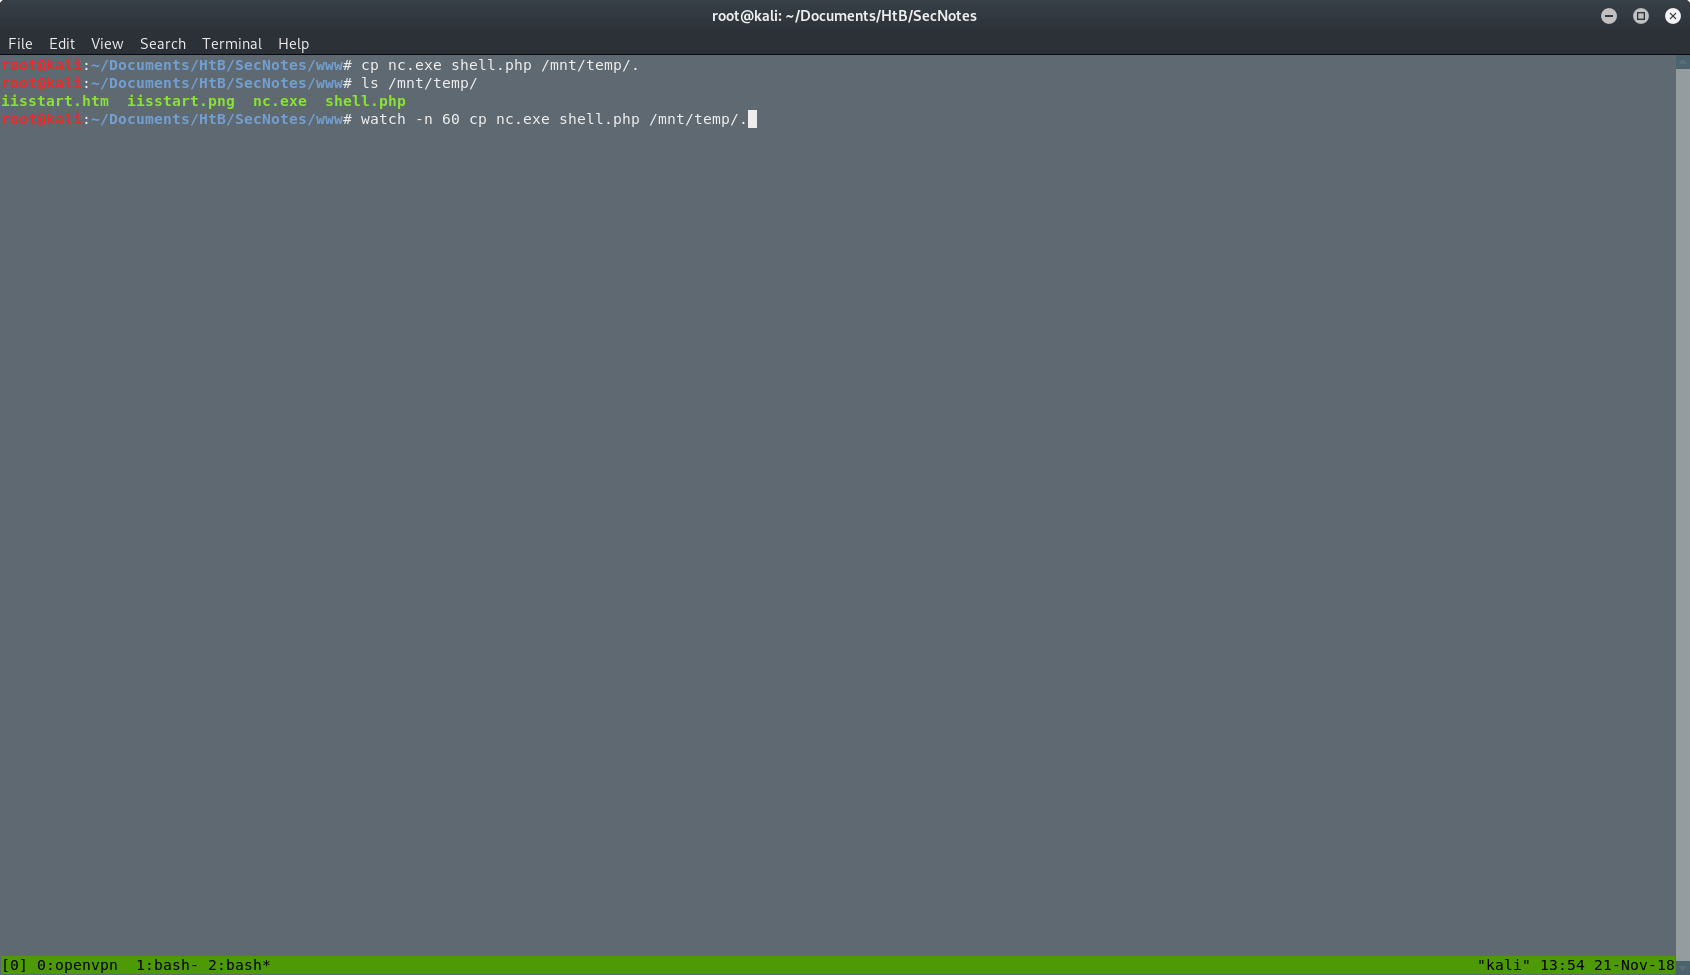 root@kali: ~/Documents/HtB/SecNotes
File Edit View Search Terminal Help
root@kali:~/Documents/HtB/SecNotes/www# cp nc.exe shell.php /mnt/temp/.
root@kali:~/Documents/HtB/SecNotes/www# ls /mnt/temp/
iisstart.htm  iisstart.png  nc.exe  shell.php
root@kali:~/Documents/HtB/SecNotes/www# watch -n 60 cp nc.exe shell.php /mnt/temp/.
[0] 0:openvpn  1:bash- 2:bash* "kali" 13:54 21-Nov-18